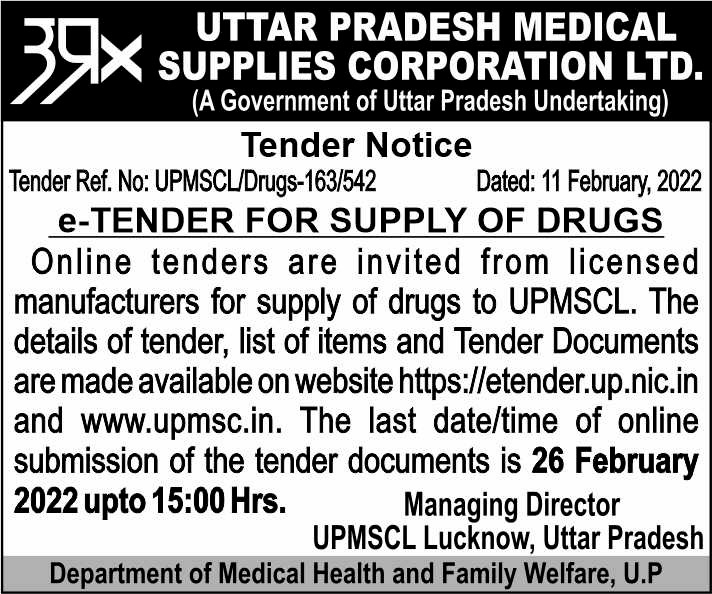 UTTAR PRADESH MEDICAL
SUPPLIES CORPORATION LTD.
(A Government of Uttar Pradesh Undertaking)
Tender Notice
Tender Ref. No: UPMSCL/Drugs-163/542 Dated: 11 February, 2022
e-TENDER FOR SUPPLY OF DRUGS
Online tenders are invited from licensed
manufacturers for supply of drugs to UPMSCL. The
details of tender, list of items and Tender Documents
are made available on website https://etender.up.nic.in
and www.upmsc.in. The last date/time of online
submission of the tender documents is 26 February
2022 upto 15:00 Hrs. Managing Director
UPMSCL Lucknow, Uttar Pradesh
Department of Medical Health and Family Welfare, U.P